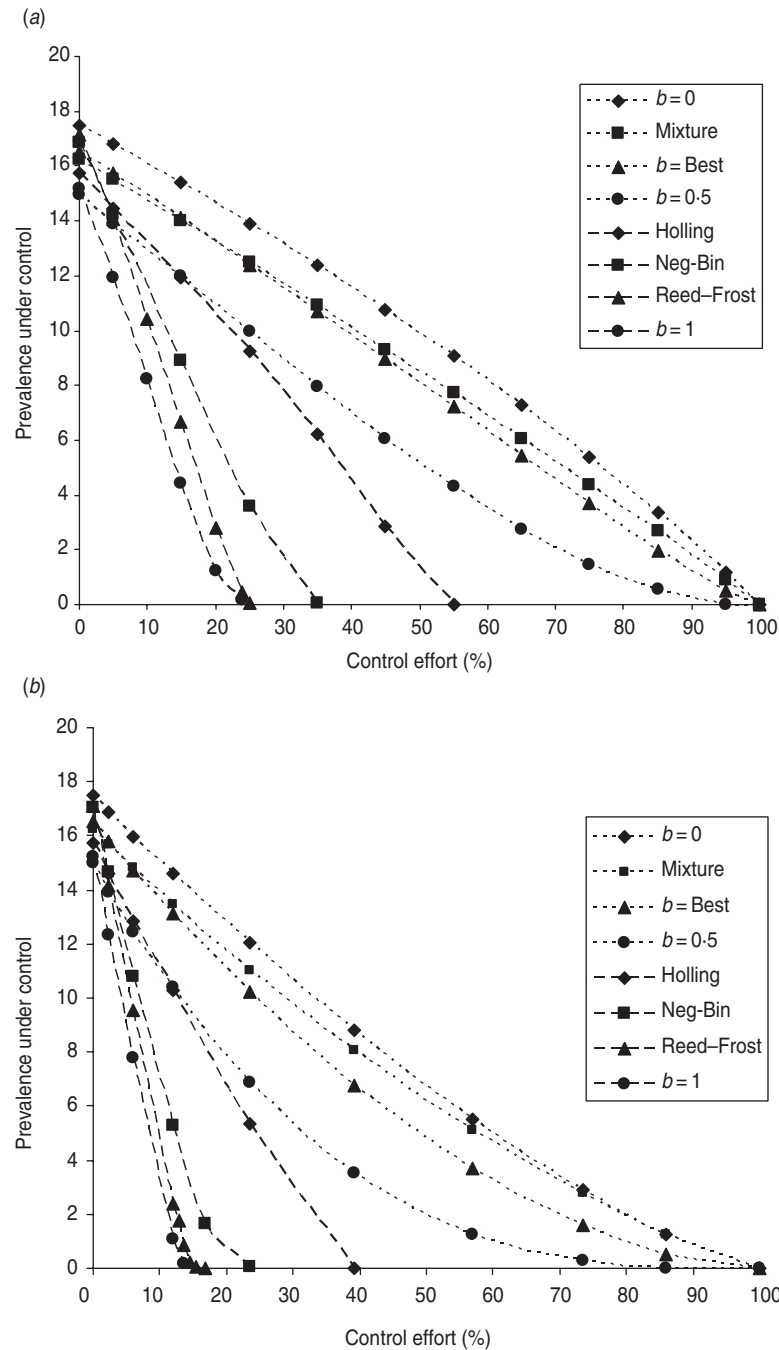 (a)
20
18
16
14
12
10
8
6
4
2
0
Prevalence under control
0 10 20 30 40 50 60 70 80 90 100
Control effort (%)
b = 0
Mixture
b = Best
b = 0·5
Holling
Neg-Bin
Reed–Frost
b = 1
(b)
20
18
16
14
12
10
8
6
4
2
0
Prevalence under control
0 10 20 30 40 50 60 70 80 90 100
Control effort (%)
b = 0
Mixture
b = Best
b = 0·5
Holling
Neg-Bin
Reed–Frost
b = 1